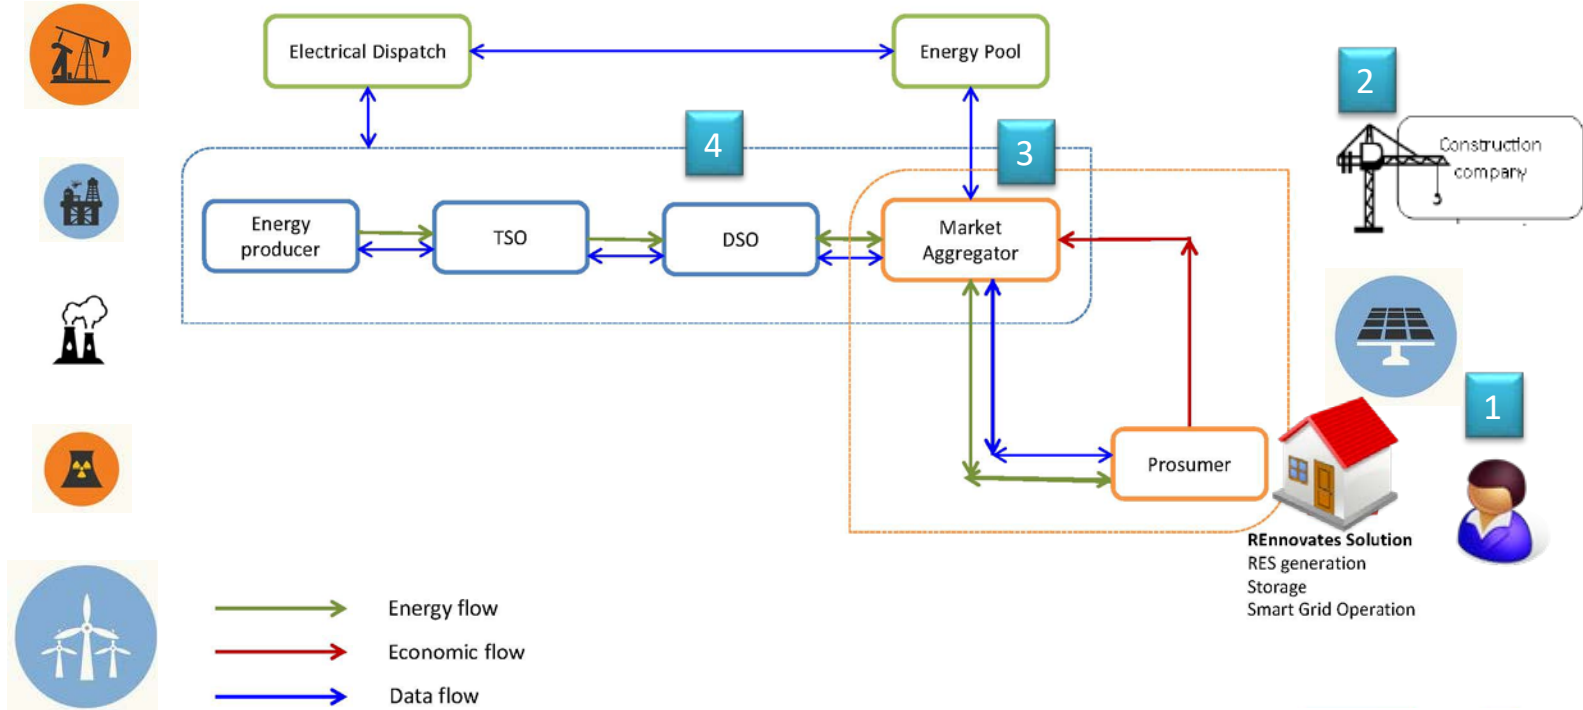 Electrical Dispatch
Energy Pool
2
4
3
Construction
company
Energy
producer
TSO
DSO
Market
Aggregator
1
Prosumer
REnnovates Solution
RES generation
Storage
Smart Grid Operation
Energy flow
Economic flow
Data flow